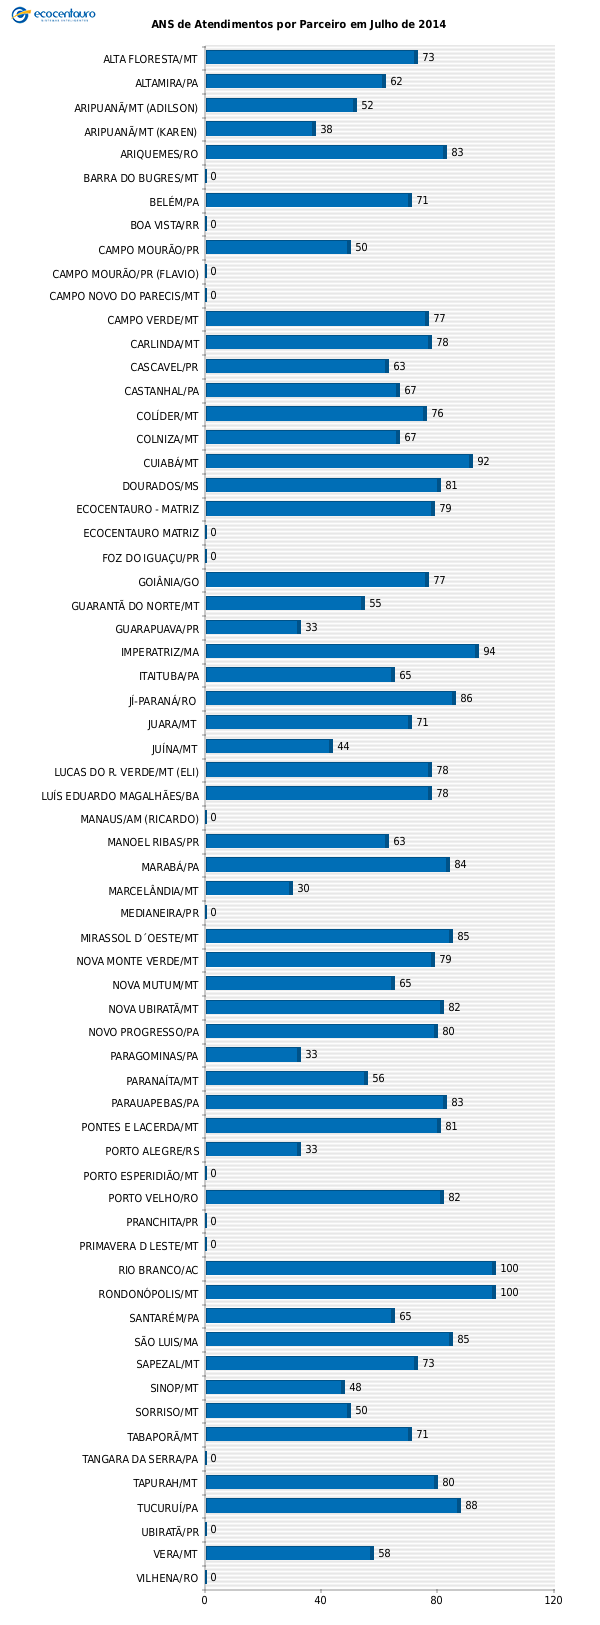 ecocentauro
ANS de Atendimentos por Parceiro em Julho de 2014
ALTA FLORESTA/MT 73
ALTAMIRA/PA 62
ARIPUANÃ/MT (ADILSON) 52
ARIPUANÃ/MT (KAREN) 38
ARIQUEMES/RO 83
BARRA DO BUGRES/MT 0
BELÉM/PA 71
BOA VISTA/RR 0
CAMPO MOURÃO/PR 50
CAMPO MOURÃO/PR (FLAVIO) 0
CAMPO NOVO DO PARECIS/MT 0
CAMPO VERDE/MT 77
CARLINDA/MT 78
CASCAVEL/PR 63
CASTANHAL/PA 67
COLÍDER/MT 76
COLNIZA/MT 67
CUIABÁ/MT 92
DOURADOS/MS 81
ECOCENTAURO - MATRIZ 79
ECOCENTAURO MATRIZ 0
FOZ DO IGUAÇU/PR 0
GOIÂNIA/GO 77
GUARANTÃ DO NORTE/MT 55
GUARAPUAVA/PR 33
IMPERATRIZ/MA 94
ITAITUBA/PA 65
JÍ-PARANÁ/RO 86
JUARA/MT 71
JUÍNA/MT 44
LUCAS DO R. VERDE/MT (ELI) 78
LUÍS EDUARDO MAGALHÃES/BA 78
MANAUS/AM (RICARDO) 0
MANOEL RIBAS/PR 63
MARABÁ/PA 84
MARCELÂNDIA/MT 30
MEDIANEIRA/PR 0
MIRASSOL D´OESTE/MT 85
NOVA MONTE VERDE/MT 79
NOVA MUTUM/MT 65
NOVA UBIRATÃ/MT 82
NOVO PROGRESSO/PA 80
PARAGOMINAS/PA 33
PARANAÍTA/MT 56
PARAUAPEBAS/PA 83
PONTES E LACERDA/MT 81
PORTO ALEGRE/RS 33
PORTO ESPERIDIÃO/MT 0
PORTO VELHO/RO 82
PRANCHITA/PR 0
PRIMAVERA D LESTE/MT 0
RIO BRANCO/AC 100
RONDONÓPOLIS/MT 100
SANTARÉM/PA 65
SÃO LUIS/MA 85
SAPEZAL/MT 73
SINOP/MT 48
SORRISO/MT 50
TABAPORÃ/MT 71
TANGARA DA SERRA/PA 0
TAPURAH/MT 80
TUCURUÍ/PA 88
UBIRATÃ/PR 0
VERA/MT 58
VILHENA/RO 0
0 40 80 120